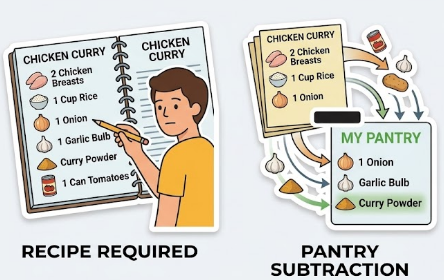 CHICKEN CURRY
2 Chicken
Breasts
1 Cup Rice
1 Onion
1 Garlic Bulb
Curry Powder
1 Can Tomatoes
CHICKEN
CURRY
RECIPE REQUIRED
CHICKEN CURRY
2 Chicken
Breasts
1 Cup Rice
1 Onion
MY PANTRY
1 Onion
Garlic Bulb
Curry Powder
PANTRY
SUBTRACTION